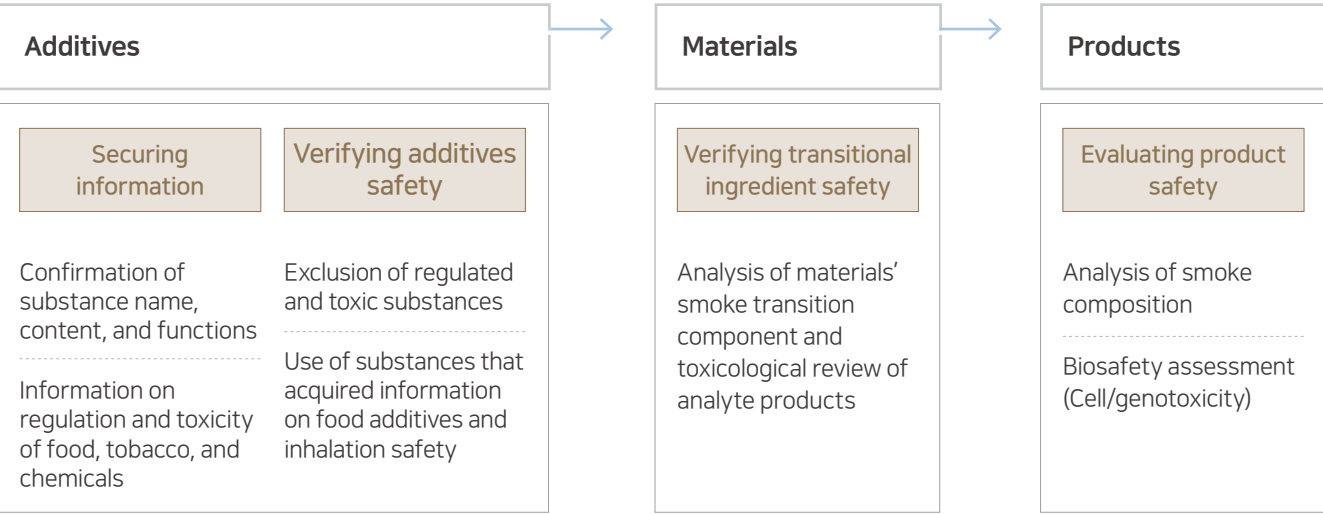 Additives
Securing
information
Confirmation of
substance name,
content, and functions
Information on
regulation and toxicity
of food, tobacco, and
chemicals
Verifying additives
safety
Exclusion of regulated
and toxic substances
Use of substances that
acquired information
on food additives and
inhalation safety
Materials
Verifying transitional
ingredient safety
Analysis of materials’
smoke transition
component and
toxicological review of
analyte products
Products
Evaluating product
safety
Analysis of smoke
composition
Biosafety assessment
(Cell/genotoxicity)